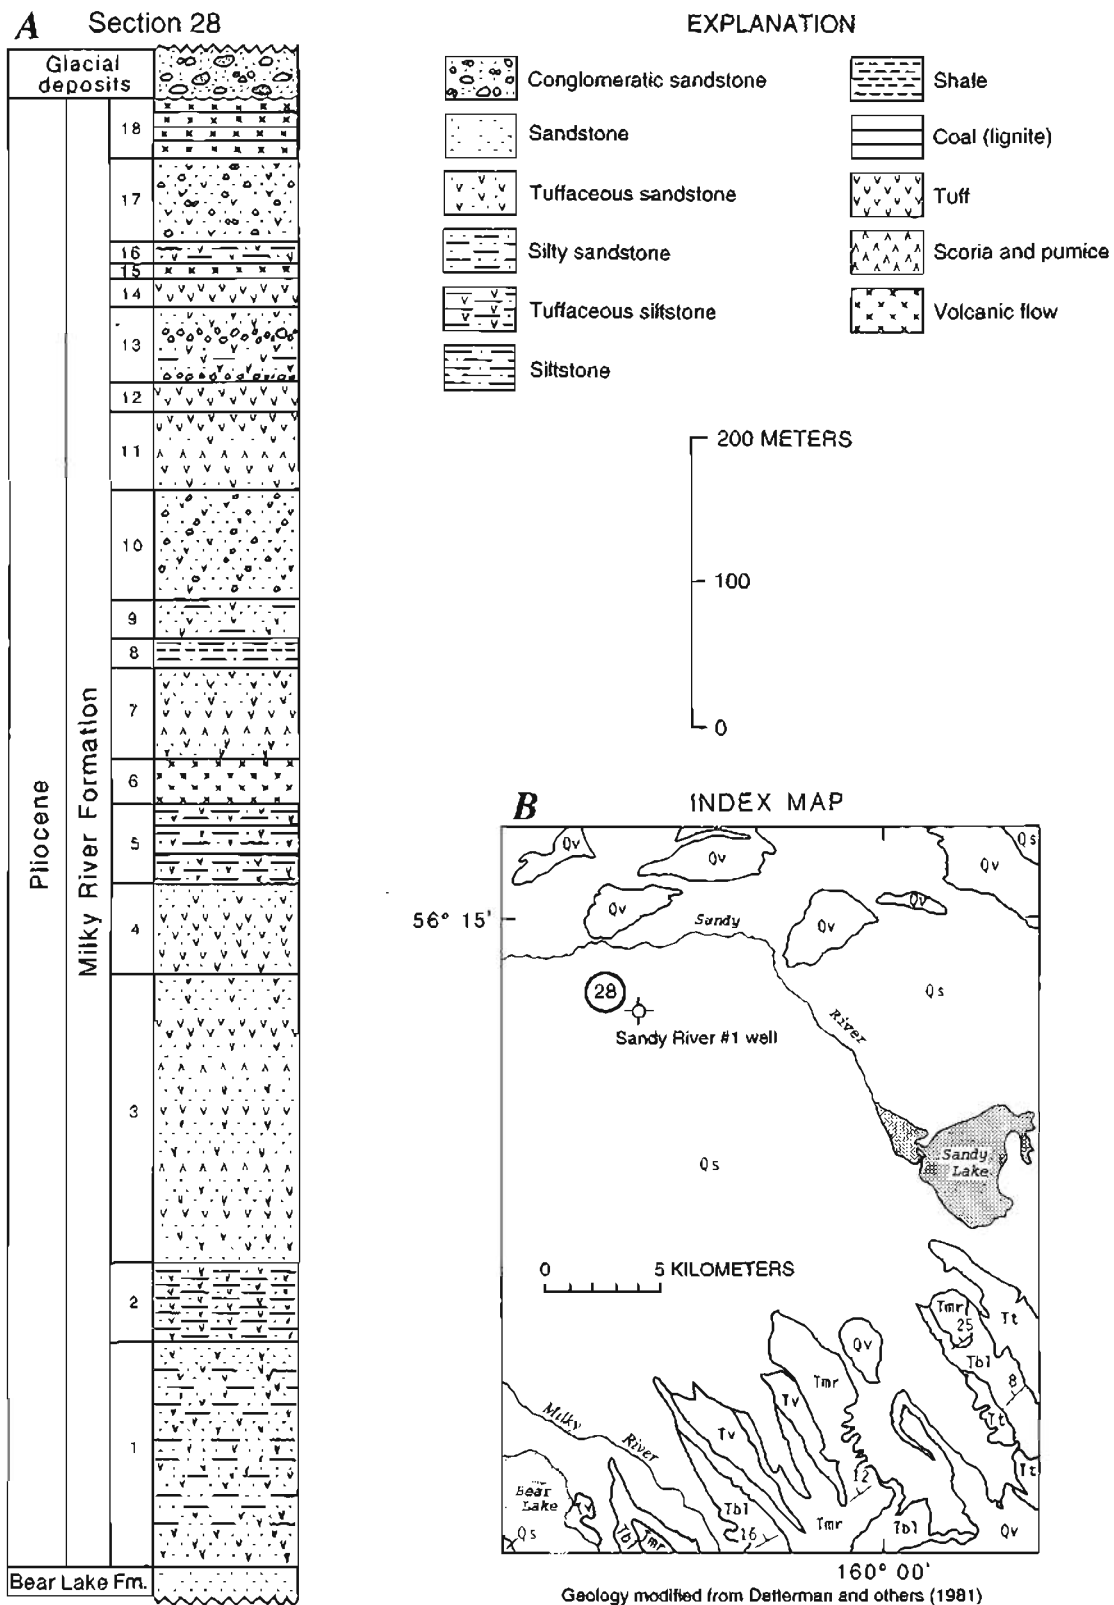 A Section 28
Glacial
deposits
18
17
16
15
14
13
12
11
10
9
8
7
6
5
4
3
2
1
Pliocene
Milky River Formation
Bear Lake Fm.
EXPLANATION
Conglomeratic sandstone
Sandstone
Tuffaceous sandstone
Silty sandstone
Tuffaceous siltstone
Siltstone
Shale
Coal (lignite)
Tuff
Scoria and pumice
Volcanic flow
200 METERS
100
0
B INDEX MAP
Qv
Qv
Qv
Qs
Qv
Qv
Qv
56° 15'
Sandy
River
Qs
28
Sandy River #1 well
Sandy
Lake
Qs
0 5 KILOMETERS
Tmr
25
Tt
Qv
Tbl
8
Tmr
Tv
Tt
Milky
River
Tv
Tt
12
Bear
Lake
Tv
Tbl
Qs
Tbl
Tmr
16
Tmr
Tbl
Qv
160° 00'
Geology modified from Detterman and others (1981)